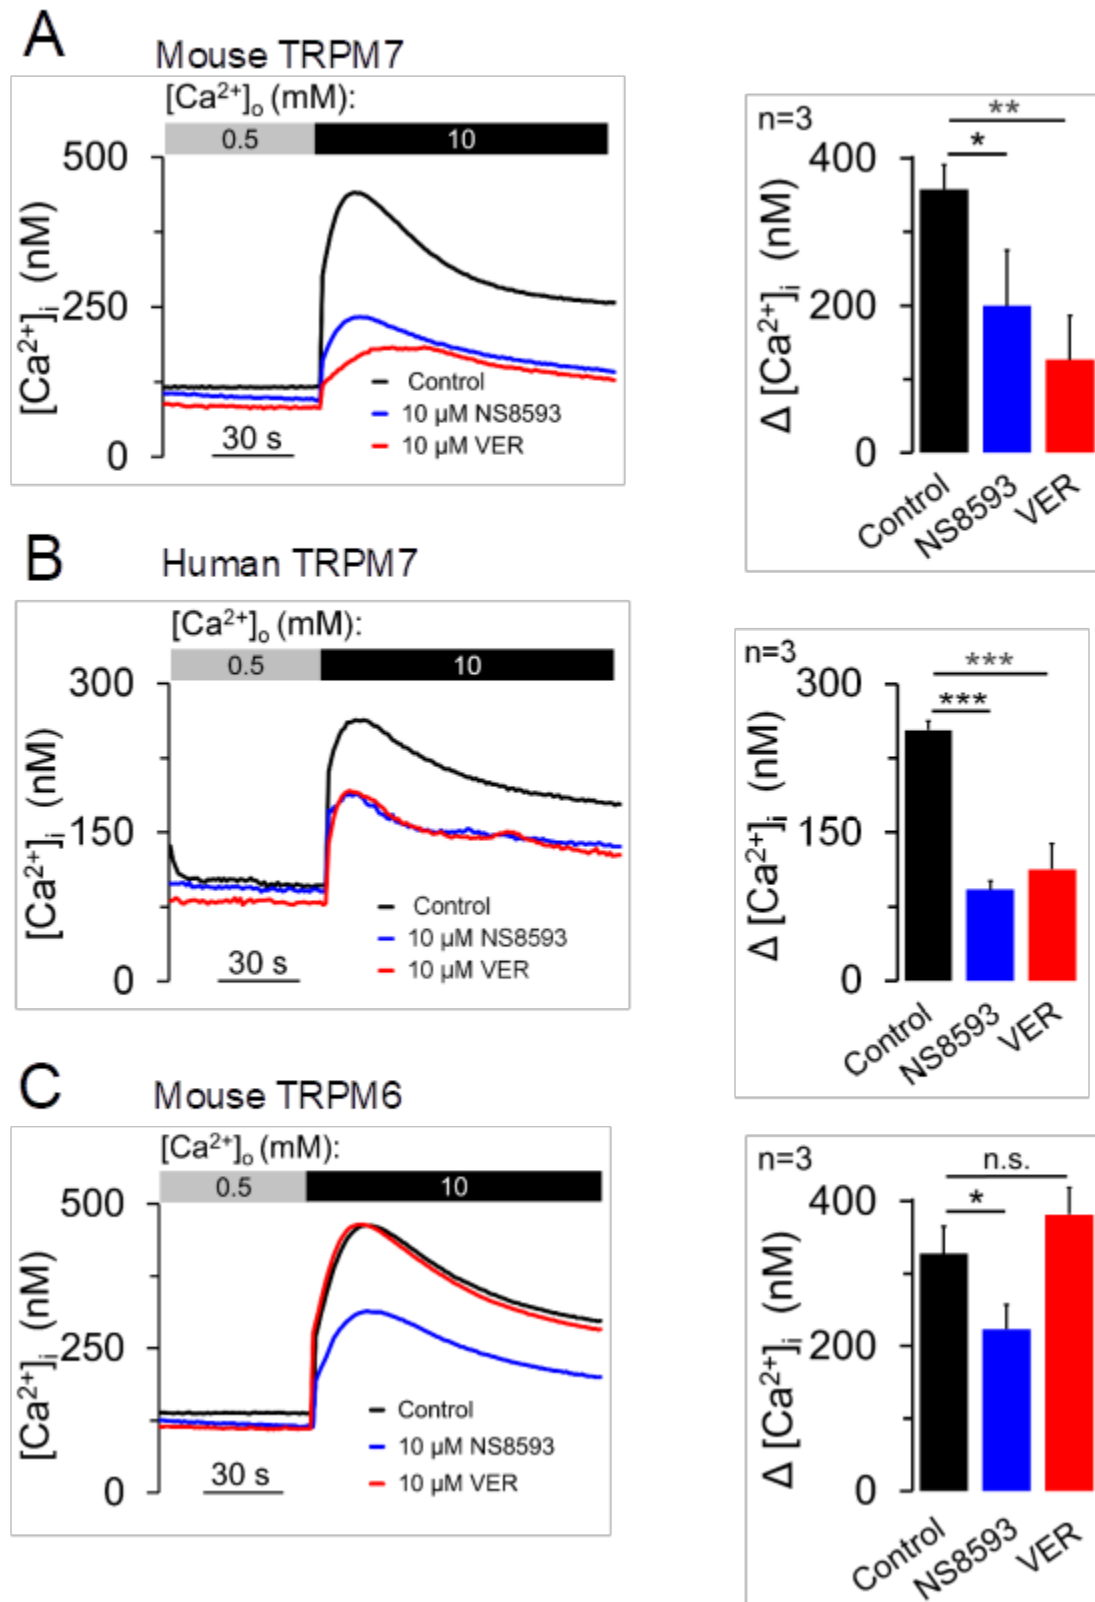 A
Mouse TRPM7
[Ca²⁺]ₒ (mM):
0.5 10
500
250
0
[Ca²⁺]ᵢ (nM)
30 s
Control
10 µM NS8593
10 µM VER
n=3
**
*
400
200
0
Δ [Ca²⁺]ᵢ (nM)
Control
NS8593
VER
B
Human TRPM7
[Ca²⁺]ₒ (mM):
0.5 10
300
150
0
[Ca²⁺]ᵢ (nM)
30 s
Control
10 µM NS8593
10 µM VER
n=3
***
***
300
150
0
Δ [Ca²⁺]ᵢ (nM)
Control
NS8593
VER
C
Mouse TRPM6
[Ca²⁺]ₒ (mM):
0.5 10
500
250
0
[Ca²⁺]ᵢ (nM)
30 s
Control
10 µM NS8593
10 µM VER
n=3
n.s.
*
400
200
0
Δ [Ca²⁺]ᵢ (nM)
Control
NS8593
VER